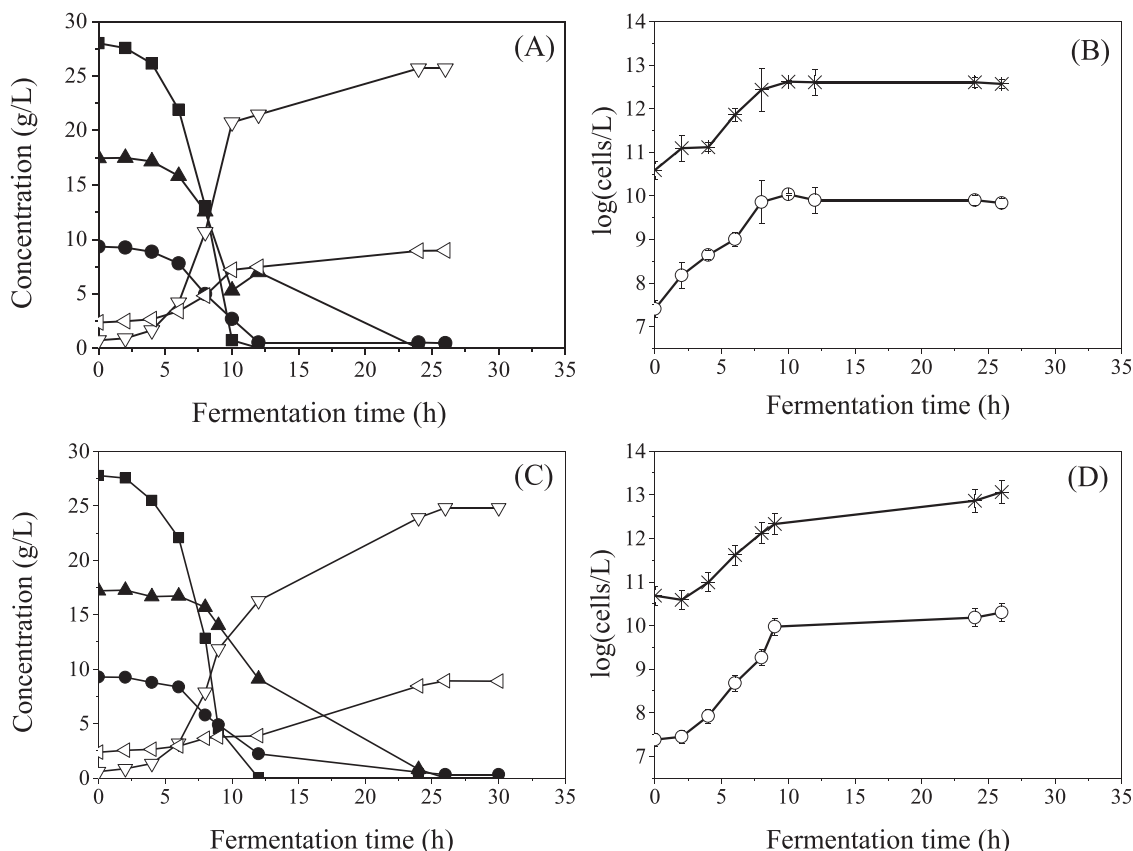 (A)
Concentration (g/L)
30
25
20
15
10
5
0
0 5 10 15 20 25 30 35
Fermentation time (h)
(B)
log(cells/L)
14
13
12
11
10
9
8
7
0 5 10 15 20 25 30 35
Fermentation time (h)
(C)
Concentration (g/L)
30
25
20
15
10
5
0
0 5 10 15 20 25 30 35
Fermentation time (h)
(D)
log(cells/L)
14
13
12
11
10
9
8
7
0 5 10 15 20 25 30 35
Fermentation time (h)